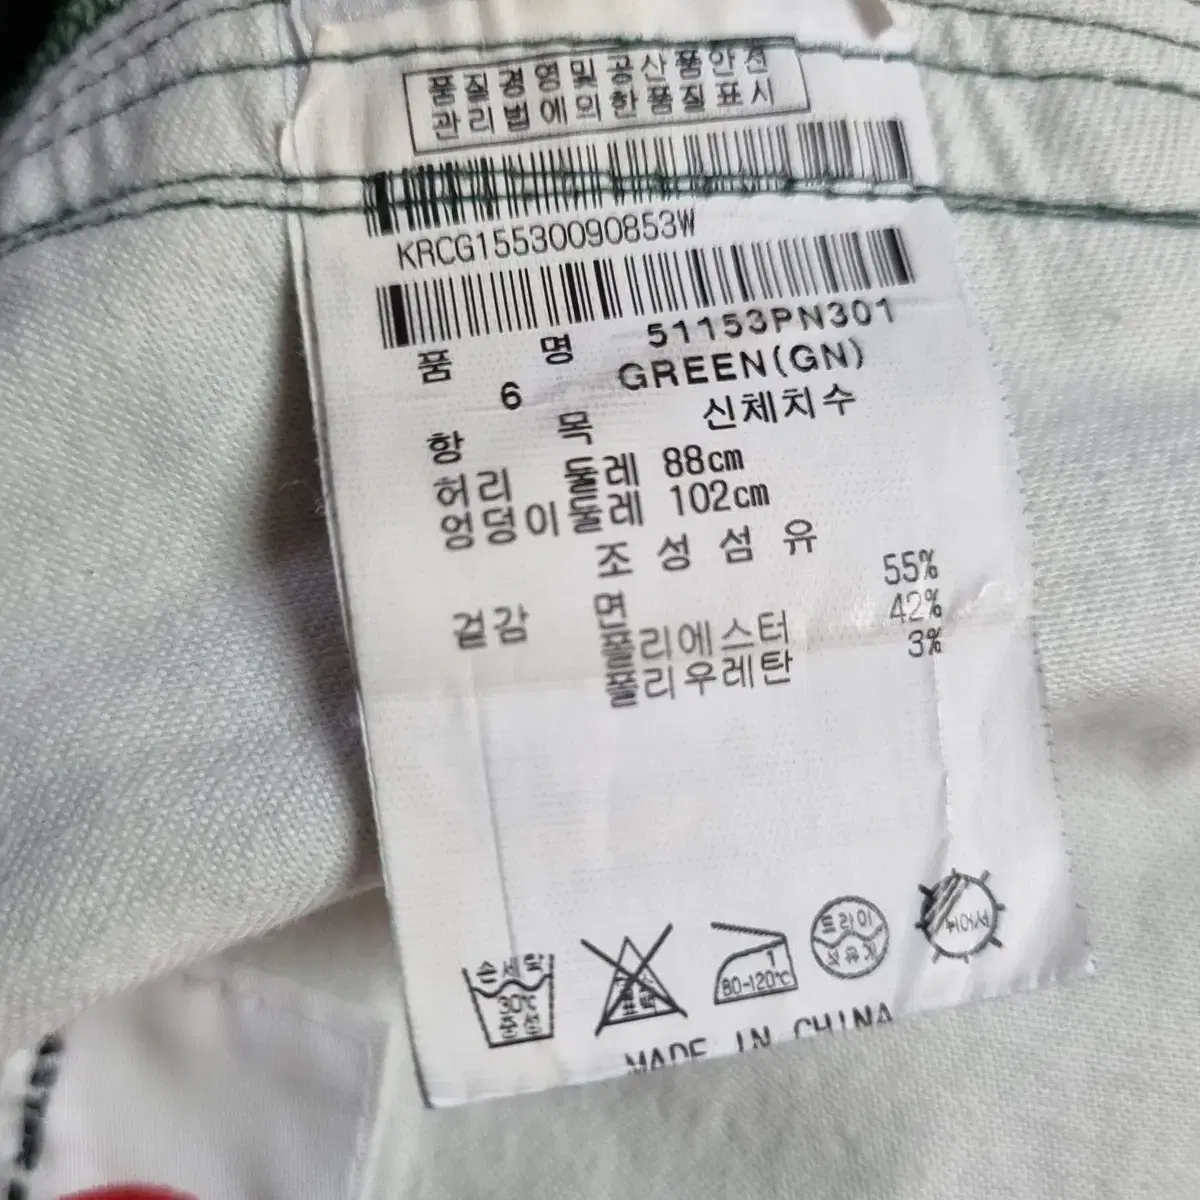 품질경영및공산품안전
관리법에의한품질표시
KRCG15530090853W
품 명 51153PN301
6 GREEN(GN)
항 목 신체치수
허리 둘레 88cm
엉덩이둘레 102cm
조성섬유
겉감 면 55%
폴리에스터 42%
폴리우레탄 3%
손세탁
30℃
중성
1
80-120℃
드라이
석유계
MADE IN CHINA